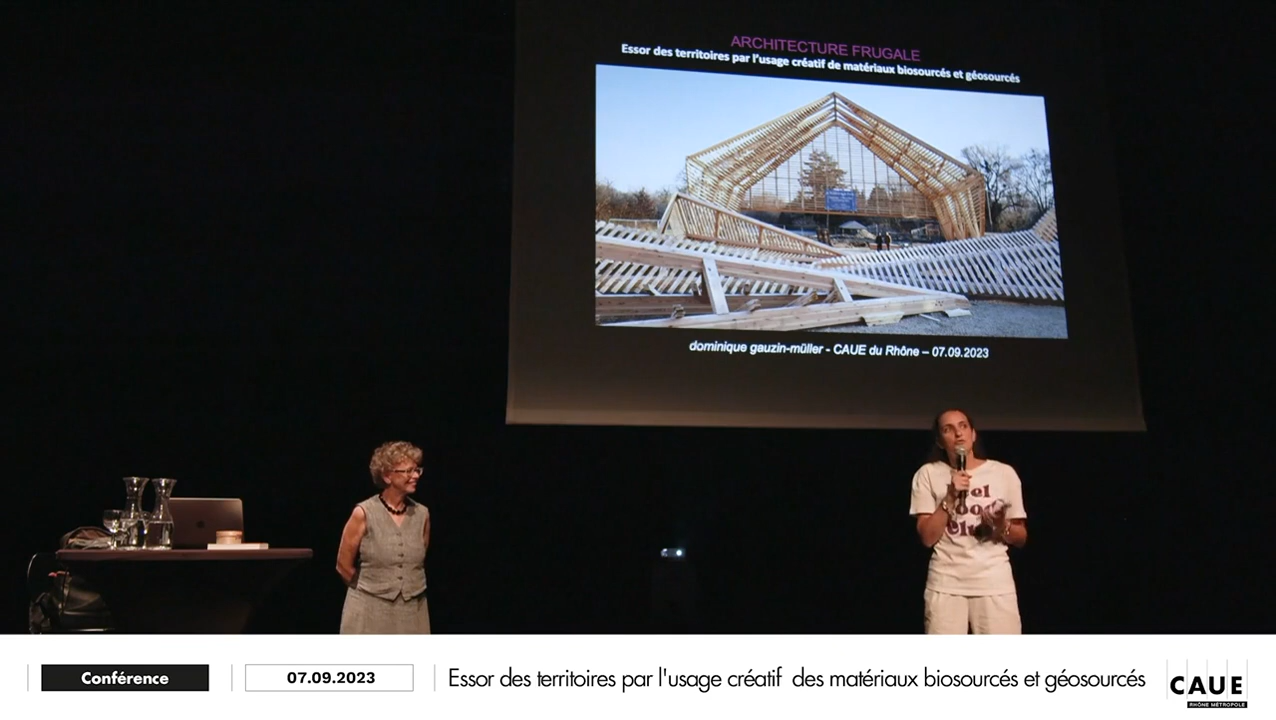 ARCHITECTURE FRUGALE
Essor des territoires par l'usage créatif de matériaux biosourcés et géosourcés
dominique gauzin-müller - CAUE du Rhône – 07.09.2023
Conférence
07.09.2023
Essor des territoires par l'usage créatif des matériaux biosourcés et géosourcés
CAUE
RHÔNE MÉTROPOLE